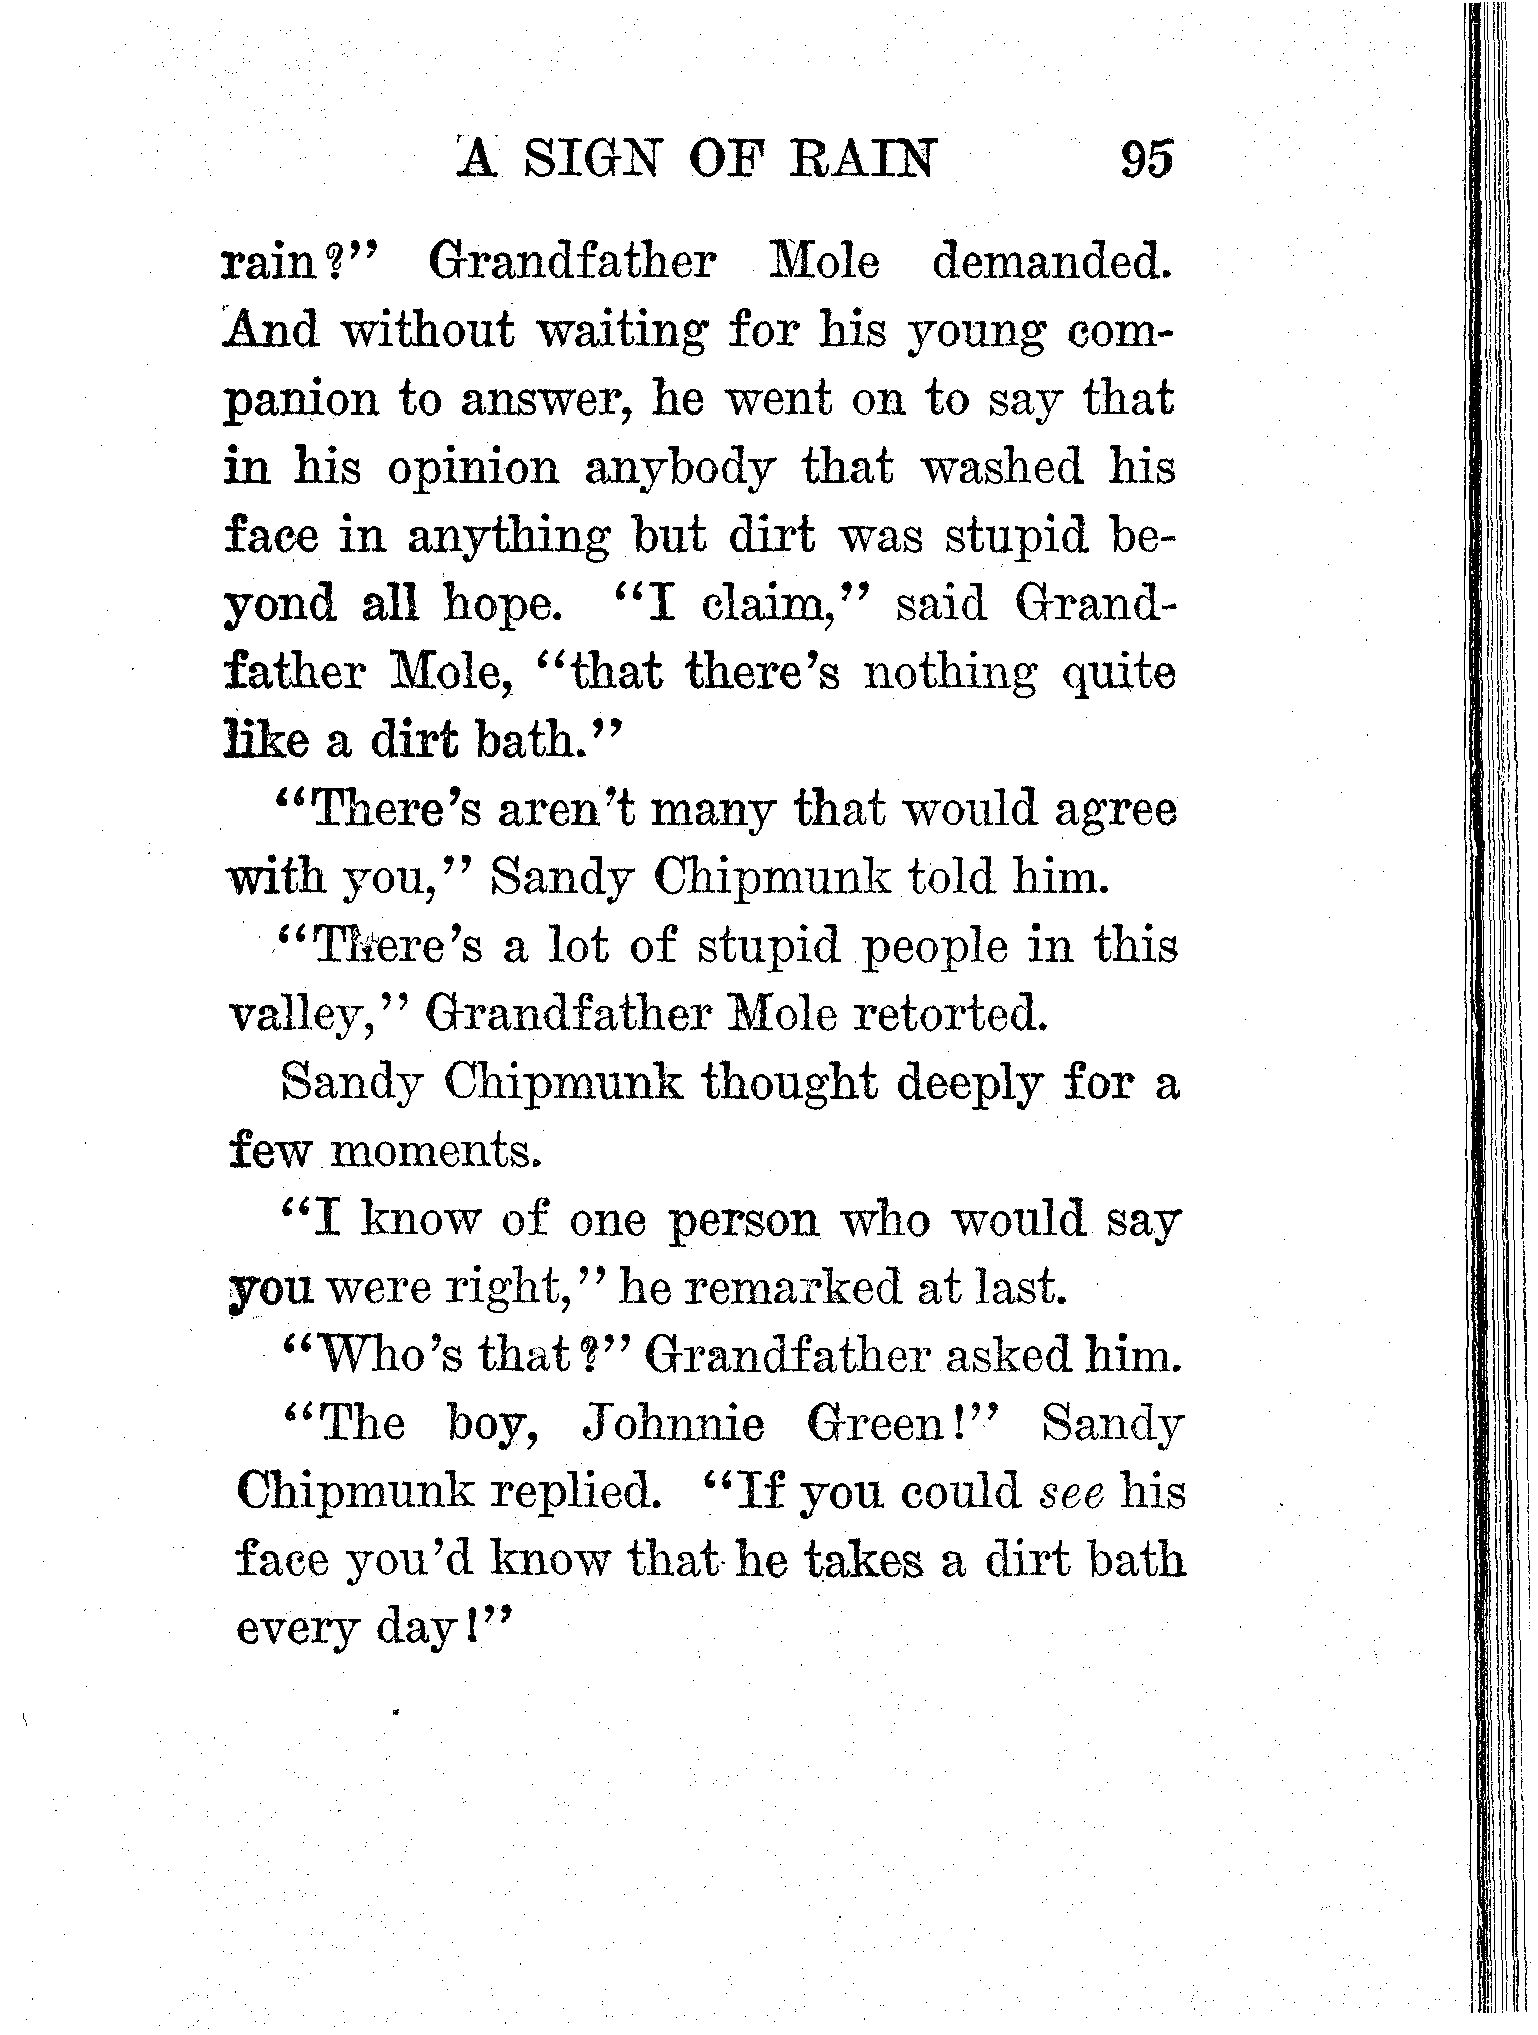 A SIGN OF RAIN 95
rain?" Grandfather Mole demanded.
And without waiting for his young com-
panion to answer, he went on to say that
in his opinion anybody that washed his
face in anything but dirt was stupid be-
yond all hope. "I claim," said Grand-
father Mole, "that there's nothing quite
like a dirt bath."
"There's aren't many that would agree
with you," Sandy Chipmunk told him.
"There's a lot of stupid people in this
valley," Grandfather Mole retorted.
Sandy Chipmunk thought deeply for a
few moments.
"I know of one person who would say
you were right," he remarked at last.
"Who's that?" Grandfather asked him.
"The boy, Johnnie Green!" Sandy
Chipmunk replied. "If you could see his
face you'd know that he takes a dirt bath
every day!"